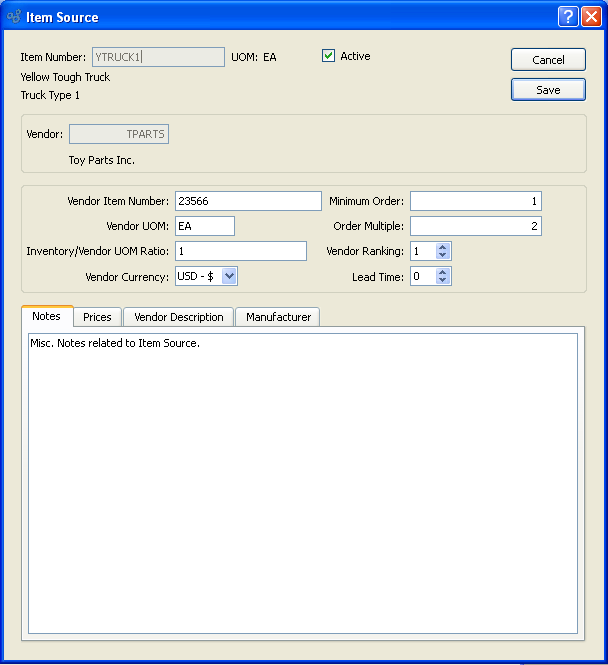 Item Source
Item Number: YTRUCK1 UOM: EA Active Cancel
Yellow Tough Truck
Truck Type 1 Save
Vendor: TPARTS
Toy Parts Inc.
Vendor Item Number: 23566 Minimum Order: 1
Vendor UOM: EA Order Multiple: 2
Inventory/Vendor UOM Ratio: 1 Vendor Ranking: 1
Vendor Currency: USD - $ Lead Time: 0
Notes Prices Vendor Description Manufacturer
Misc. Notes related to Item Source.